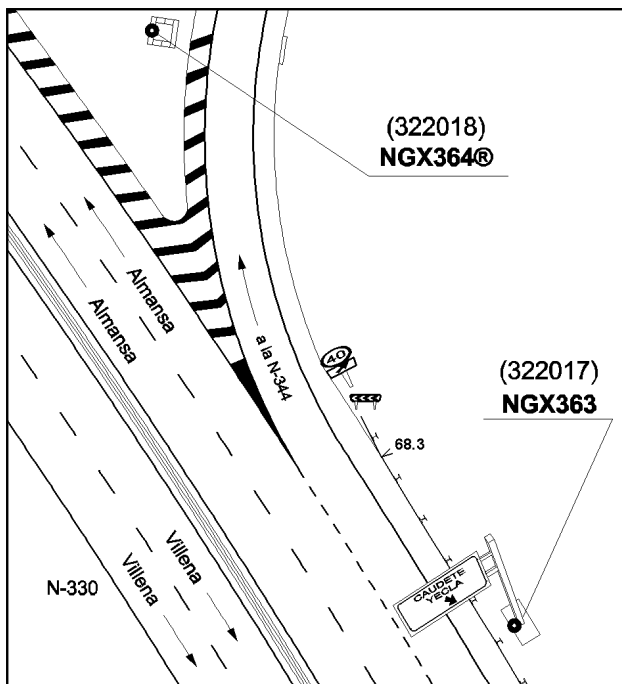 (322018)
NGX364®
Almansa
Almansa
a la N-344
40
(322017)
NGX363
68.3
CAUDETE
YECLA
Villena
Villena
N-330